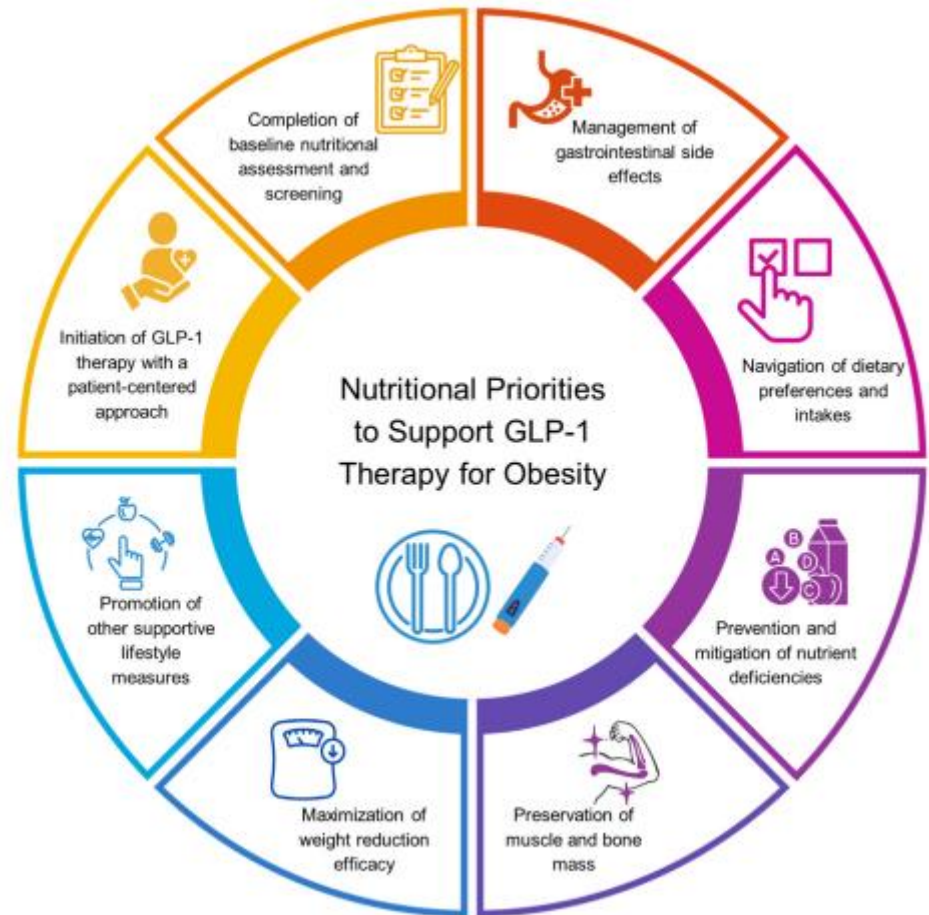 Nutritional Priorities
to Support GLP-1
Therapy for Obesity
Initiation of GLP-1
therapy with a
patient-centered
approach
Completion of
baseline nutritional
assessment and
screening
Management of
gastrointestinal side
effects
Navigation of dietary
preferences and
intakes
A
B
D
C
Prevention and
mitigation of nutrient
deficiencies
Preservation of
muscle and bone
mass
Maximization of
weight reduction
efficacy
Promotion of
other supportive
lifestyle
measures